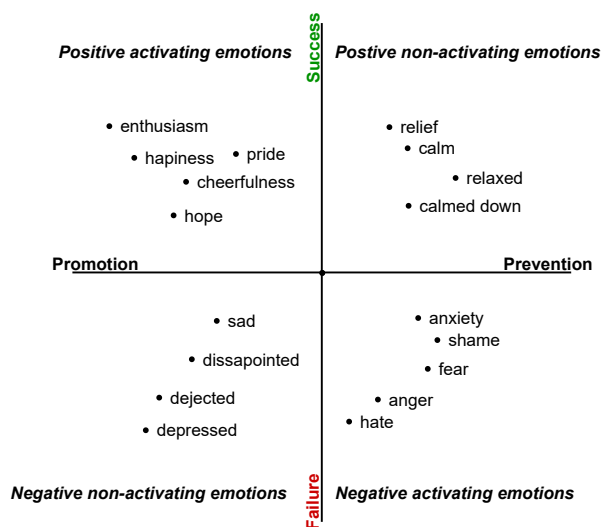 Positive activating emotions
Success
Postive non-activating emotions
enthusiasm
hapiness
pride
cheerfulness
hope
relief
calm
relaxed
calmed down
Promotion
Prevention
sad
dissapointed
dejected
depressed
anxiety
shame
fear
anger
hate
Negative non-activating emotions
Failure
Negative activating emotions